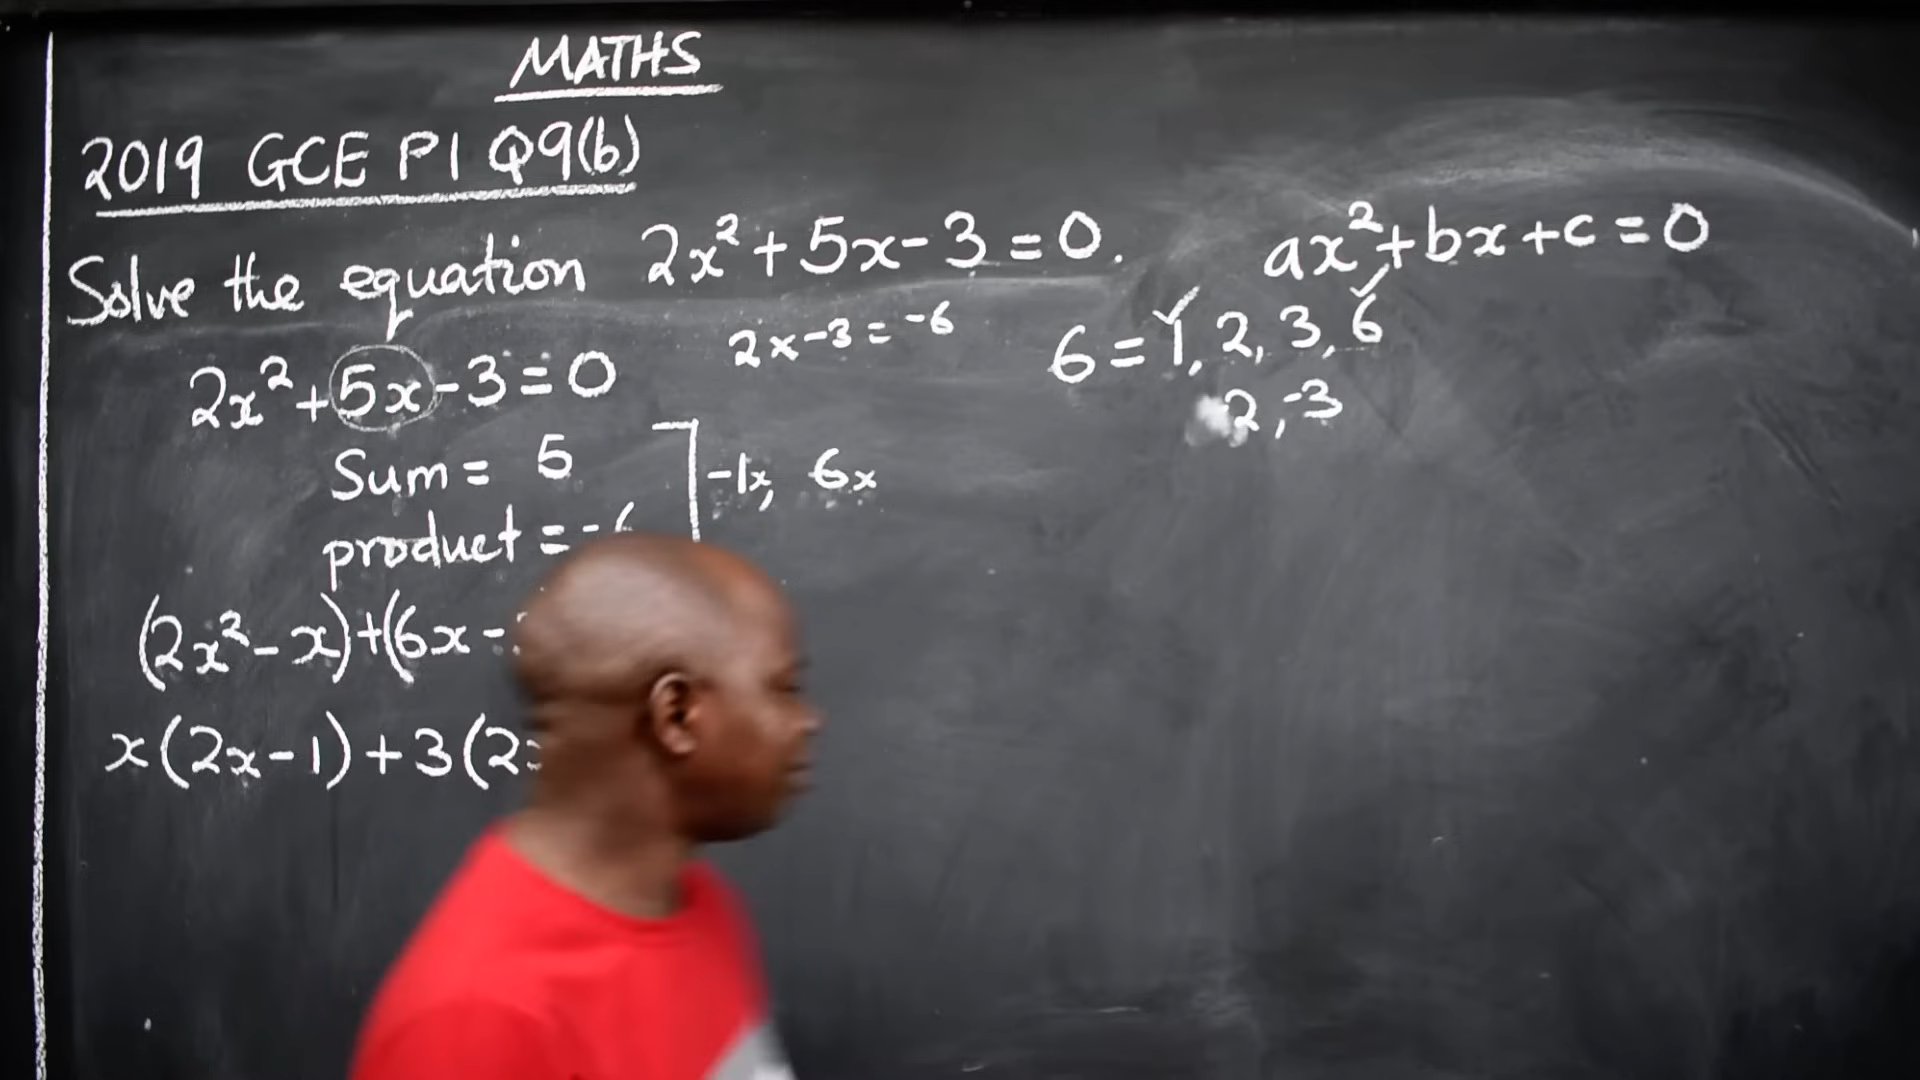 MATHS
2019 GCE P1 Q9(b)
Solve the equation 2x²+5x-3=0.
ax²+bx+c=0
2x-3=-6
6=1,2,3,6
2,-3
2x²+5x-3=0
Sum= 5
-1x, 6x
product =-6
(2x²-x)+(6x-
x(2x-1)+3(2x